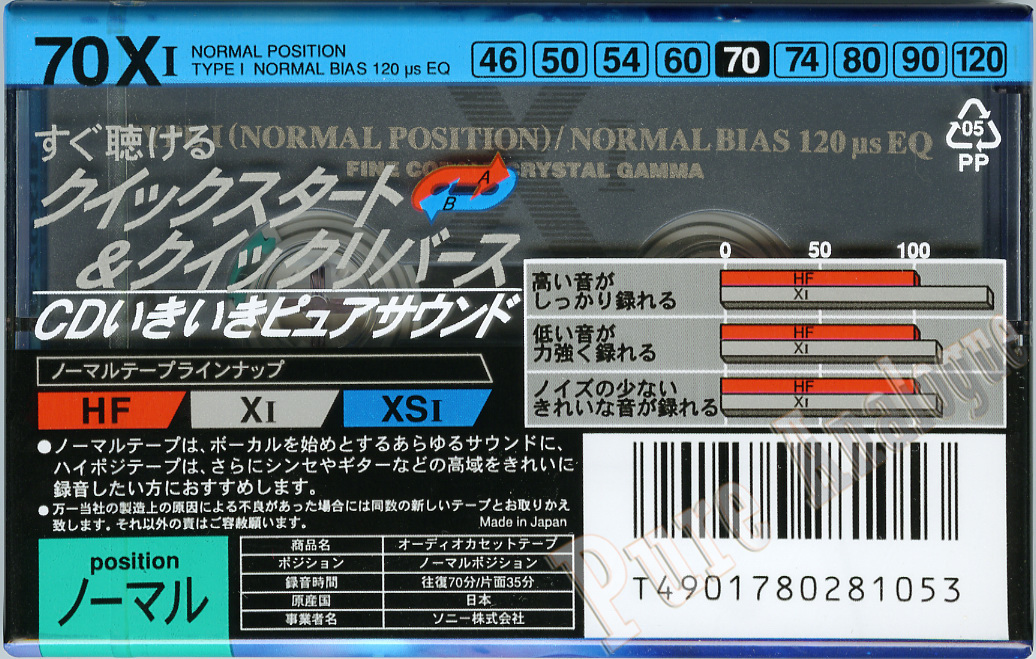 70XI
NORMAL POSITION
TYPE I NORMAL BIAS 120 µs EQ
46 50 54 60 70 74 80 90 120
I (NORMAL POSITION) / NORMAL BIAS 120 µs EQ
FINE CRYSTAL GAMMA
すぐ聴ける
クイックスタート
A
B
&クイックリバース
CDいきいきピュアサウンド
05
PP
0 50 100
高い音が
しっかり録れる
HF
XI
低い音が
力強く録れる
HF
XI
ノイズの少ない
きれいな音が録れる
HF
XI
ノーマルテープラインナップ
HF XI XSI
●ノーマルテープは、ボーカルを始めとするあらゆるサウンドに、
ハイポジテープは、さらにシンセやギターなどの高域をきれいに
録音したい方におすすめします。
●万一当社の製造上の原因による不良があった場合には同数の新しいテープとお取りかえ
致します。それ以外の責はご容赦願います。
Made in Japan
position
ノーマル
商品名 オーディオカセットテープ
ポジション ノーマルポジション
録音時間 往復70分/片面35分
原産国 日本
事業者名 ソニー株式会社
T4901780281053
Pure Analogue